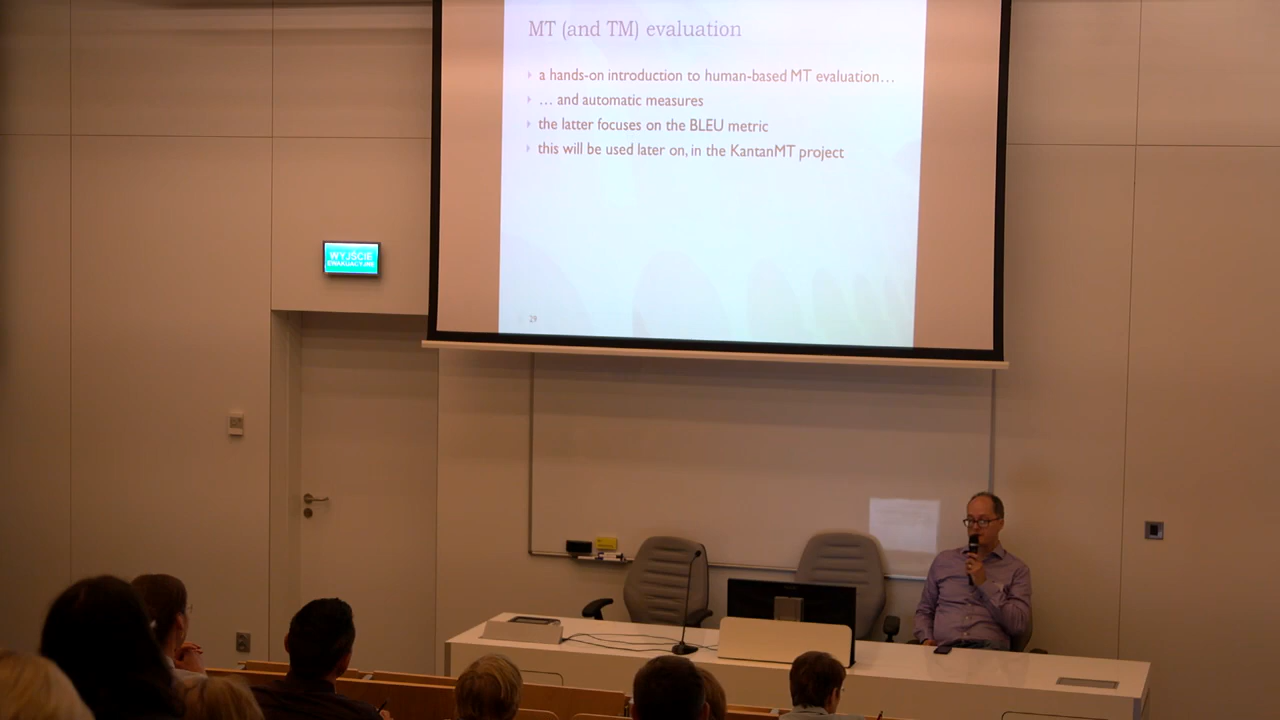 MT (and TM) evaluation
a hands-on introduction to human-based MT evaluation…
… and automatic measures
the latter focuses on the BLEU metric
this will be used later on, in the KantanMT project
29
WYJŚCIE
EWAKUACYJNE